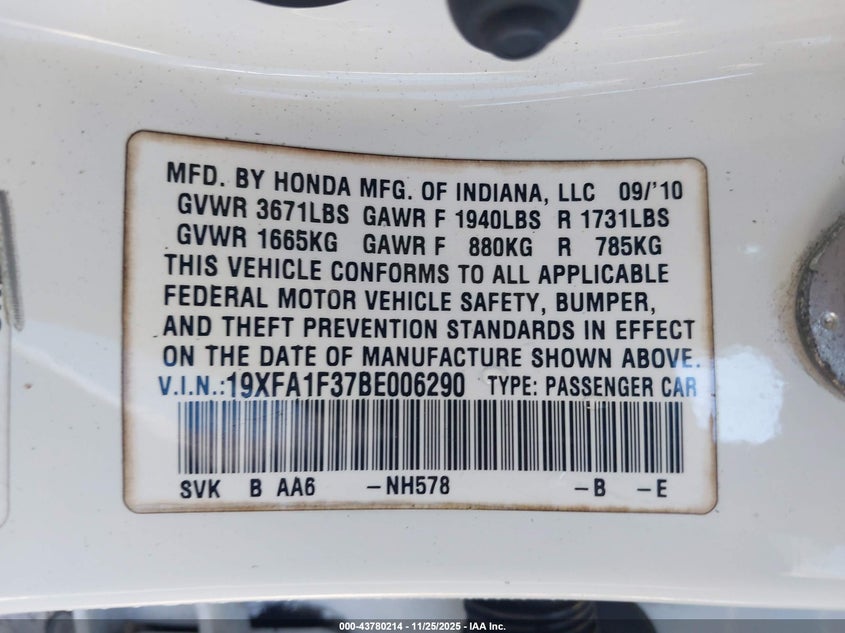 MFD. BY HONDA MFG. OF INDIANA, LLC 09/'10
GVWR 3671LBS GAWR F 1940LBS R 1731LBS
GVWR 1665KG GAWR F 880KG R 785KG
THIS VEHICLE CONFORMS TO ALL APPLICABLE
FEDERAL MOTOR VEHICLE SAFETY, BUMPER,
AND THEFT PREVENTION STANDARDS IN EFFECT
ON THE DATE OF MANUFACTURE SHOWN ABOVE.
V.I.N.:19XFA1F37BE006290 TYPE: PASSENGER CAR
SVK B AA6 -NH578 -B -E
000-43780214 - 11/25/2025 - IAA Inc.